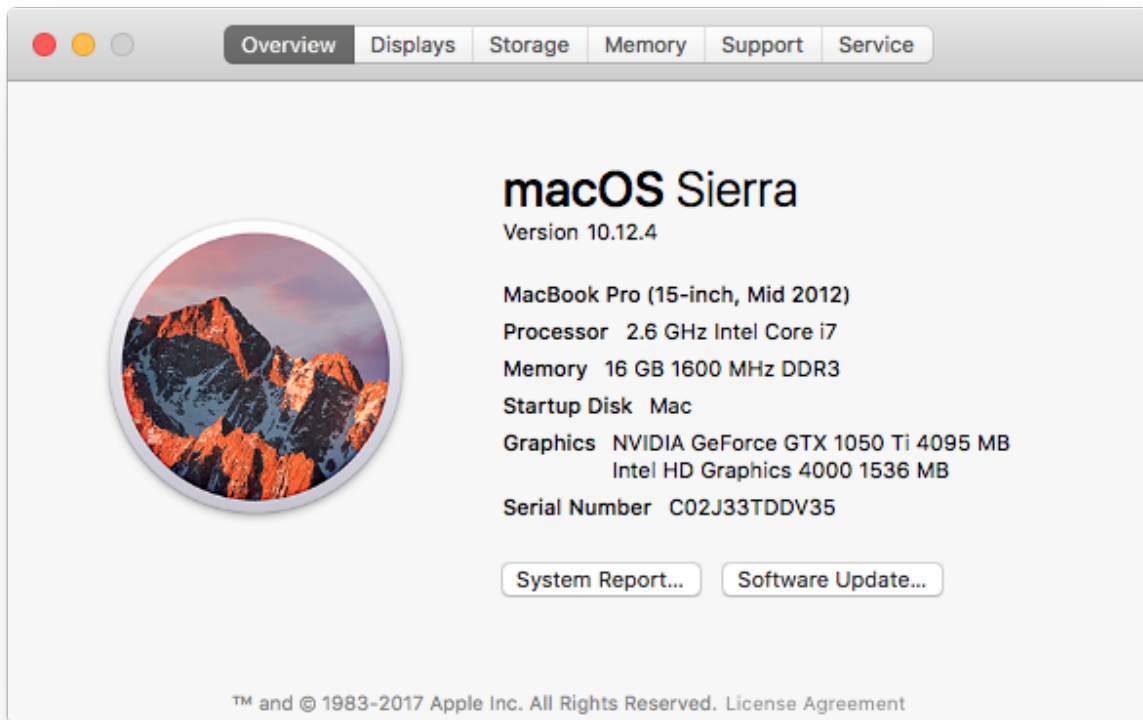 Overview Displays Storage Memory Support Service
macOS Sierra
Version 10.12.4
MacBook Pro (15-inch, Mid 2012)
Processor 2.6 GHz Intel Core i7
Memory 16 GB 1600 MHz DDR3
Startup Disk Mac
Graphics NVIDIA GeForce GTX 1050 Ti 4095 MB
Intel HD Graphics 4000 1536 MB
Serial Number C02J33TDDV35
System Report... Software Update...
™ and © 1983-2017 Apple Inc. All Rights Reserved. License Agreement